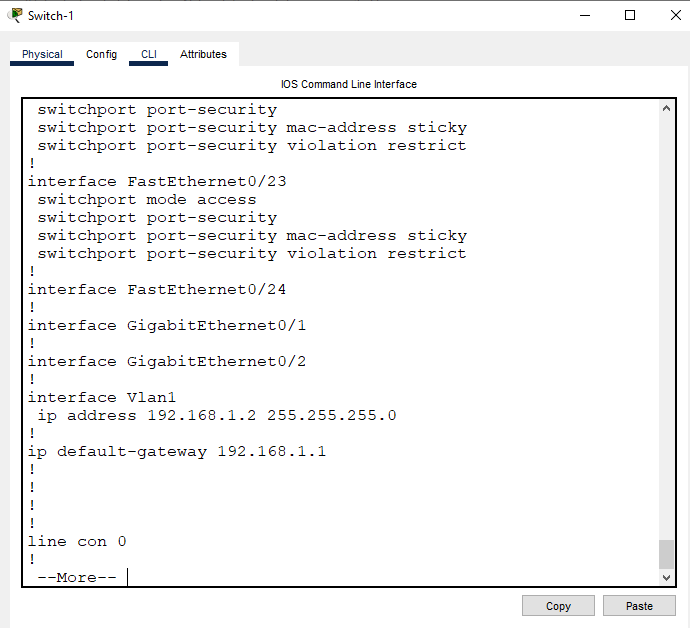 Switch-1
Physical Config CLI Attributes
IOS Command Line Interface
 switchport port-security
 switchport port-security mac-address sticky
 switchport port-security violation restrict
!
interface FastEthernet0/23
 switchport mode access
 switchport port-security
 switchport port-security mac-address sticky
 switchport port-security violation restrict
!
interface FastEthernet0/24
!
interface GigabitEthernet0/1
!
interface GigabitEthernet0/2
!
interface Vlan1
 ip address 192.168.1.2 255.255.255.0
!
ip default-gateway 192.168.1.1
!
!
!
!
line con 0
!
 --More--
Copy Paste